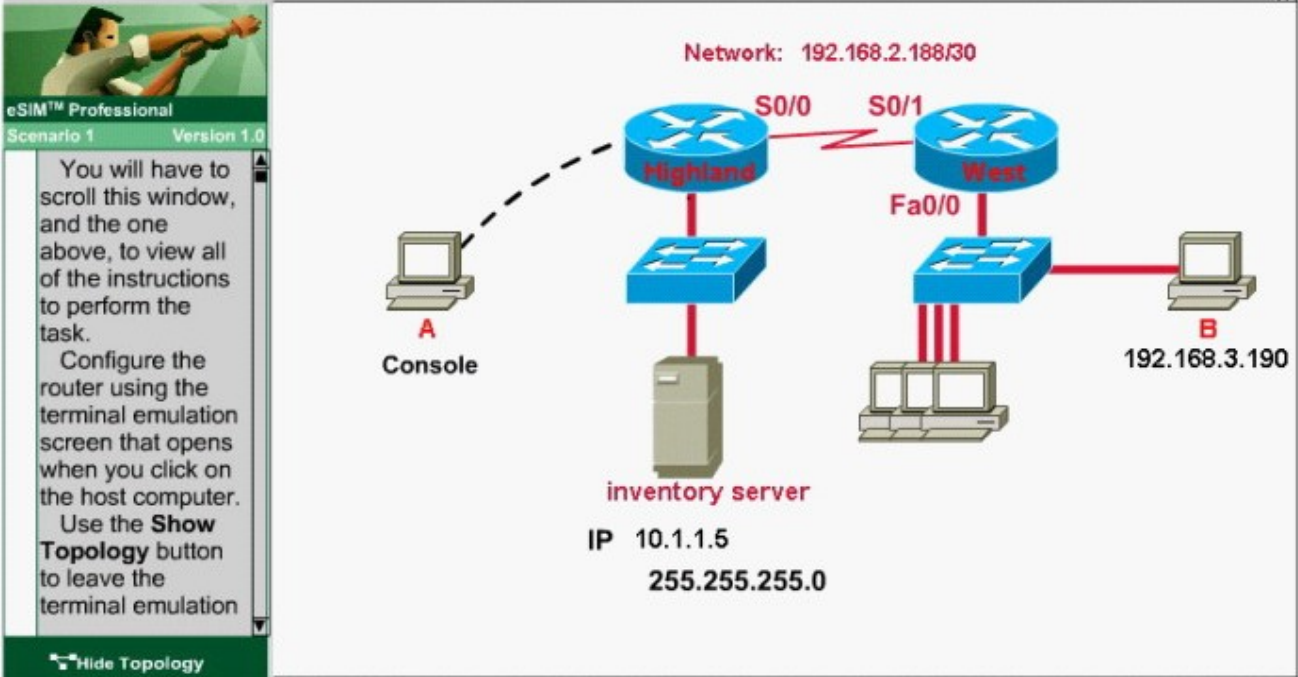 eSIM™ Professional
Scenario 1 Version 1.0
You will have to
scroll this window,
and the one
above, to view all
of the instructions
to perform the
task.
Configure the
router using the
terminal emulation
screen that opens
when you click on
the host computer.
Use the Show
Topology button
to leave the
terminal emulation
Hide Topology
Network: 192.168.2.188/30
S0/0 S0/1
Highland West
Fa0/0
A
Console
B
192.168.3.190
inventory server
IP 10.1.1.5
255.255.255.0